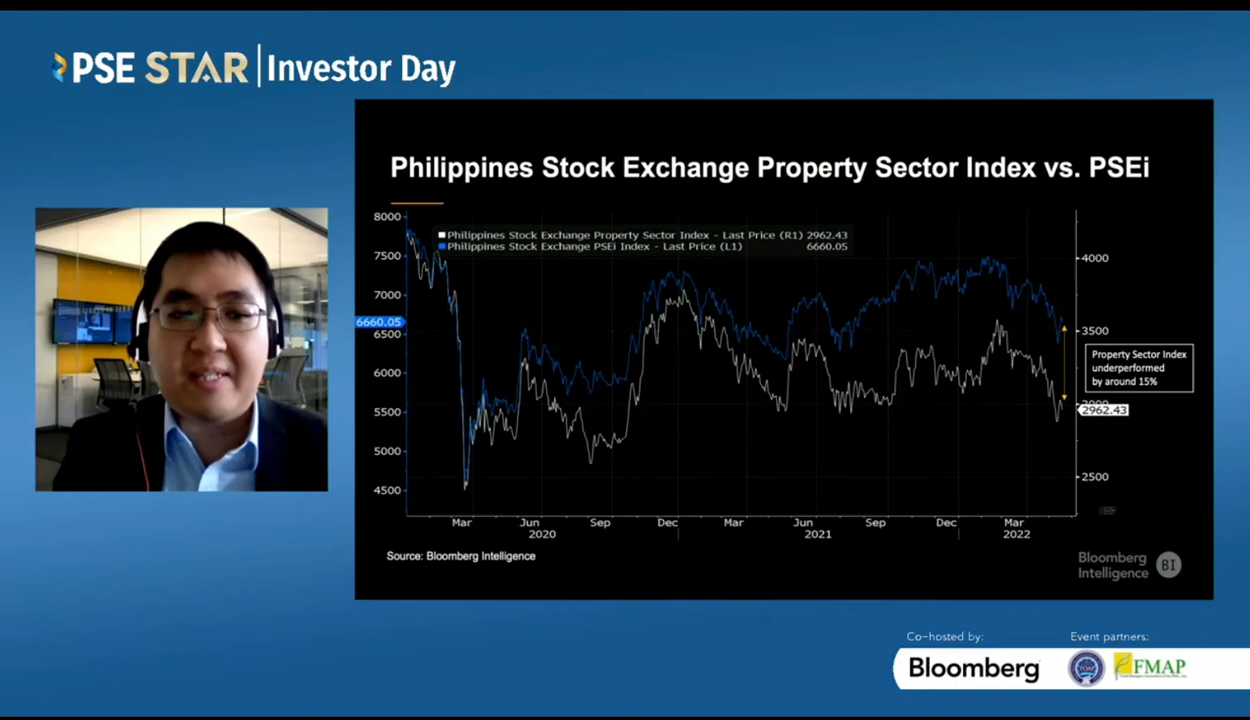 PSE STAR Investor Day
Philippines Stock Exchange Property Sector Index vs. PSEi
Philippines Stock Exchange Property Sector Index - Last Price (R1) 2962.43
Philippines Stock Exchange PSEi Index - Last Price (L1) 6660.05
8000
7500
7000
6660.05
6500
6000
5500
5000
4500
4000
3500
Property Sector Index
underperformed
by around 15%
3000
2962.43
2500
Mar Jun Sep Dec Mar Jun Sep Dec Mar
2020 2021 2022
Source: Bloomberg Intelligence
Bloomberg
Intelligence BI
Co-hosted by: Event partners:
Bloomberg FMAP